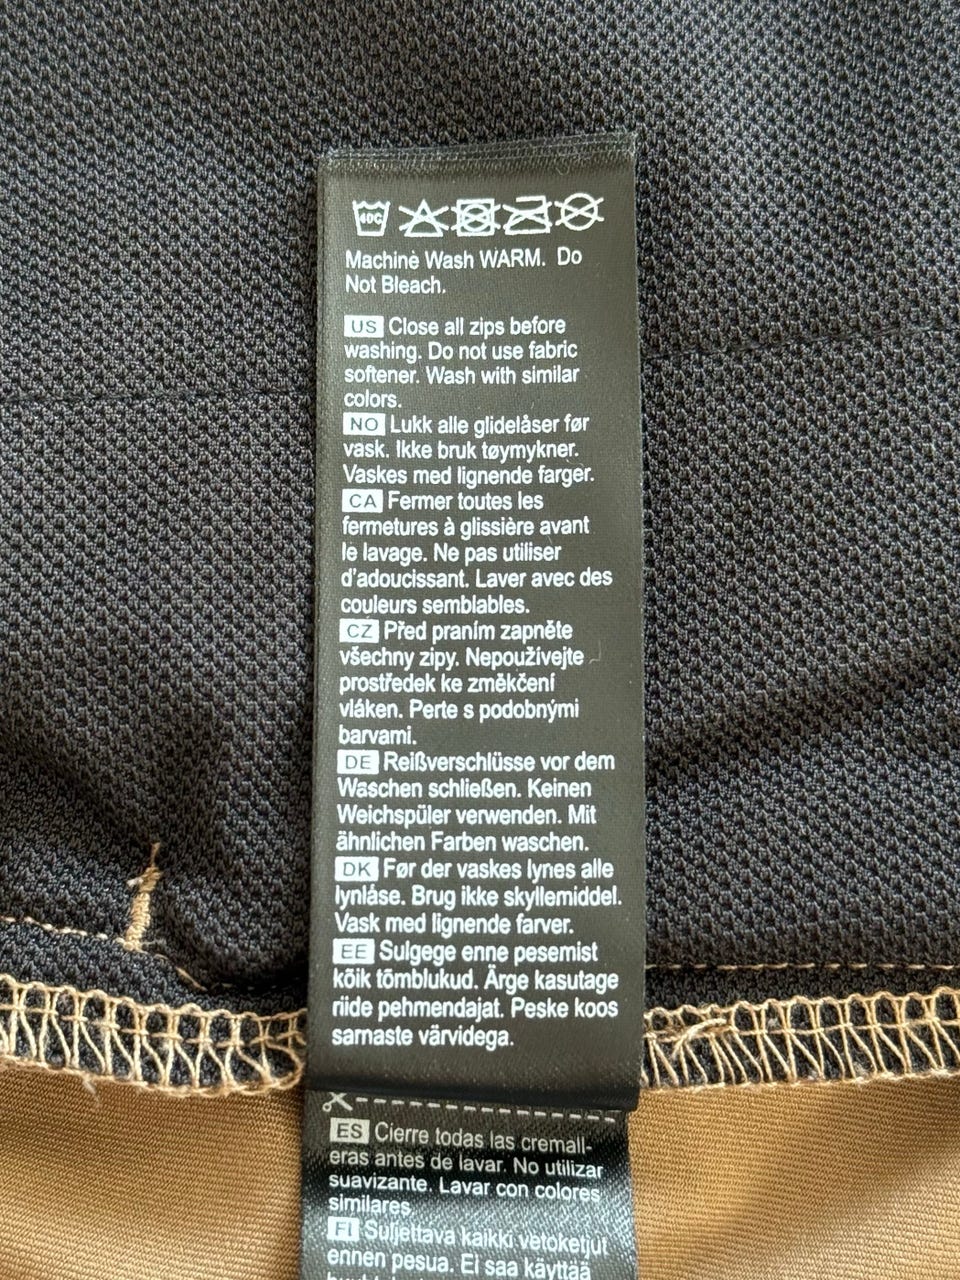 40C
Machine Wash WARM. Do
Not Bleach.
US Close all zips before
washing. Do not use fabric
softener. Wash with similar
colors.
NO Lukk alle glidelåser før
vask. Ikke bruk tøymykner.
Vaskes med lignende farger.
CA Fermer toutes les
fermetures à glissière avant
le lavage. Ne pas utiliser
d'adoucissant. Laver avec des
couleurs semblables.
CZ Před praním zapněte
všechny zipy. Nepoužívejte
prostředek ke změkčení
vláken. Perte s podobnými
barvami.
DE Reißverschlüsse vor dem
Waschen schließen. Keinen
Weichspüler verwenden. Mit
ähnlichen Farben waschen.
DK Før der vaskes lynes alle
lynlåse. Brug ikke skyllemiddel.
Vask med lignende farver.
EE Sulgege enne pesemist
kõik tõmblukud. Ärge kasutage
riide pehmendajat. Peske koos
samaste värvidega.
ES Cierre todas las cremall-
eras antes de lavar. No utilizar
suavizante. Lavar con colores
similares
FI Suljettava kaikki vetoketjut
ennen pesua. Ei saa käyttää